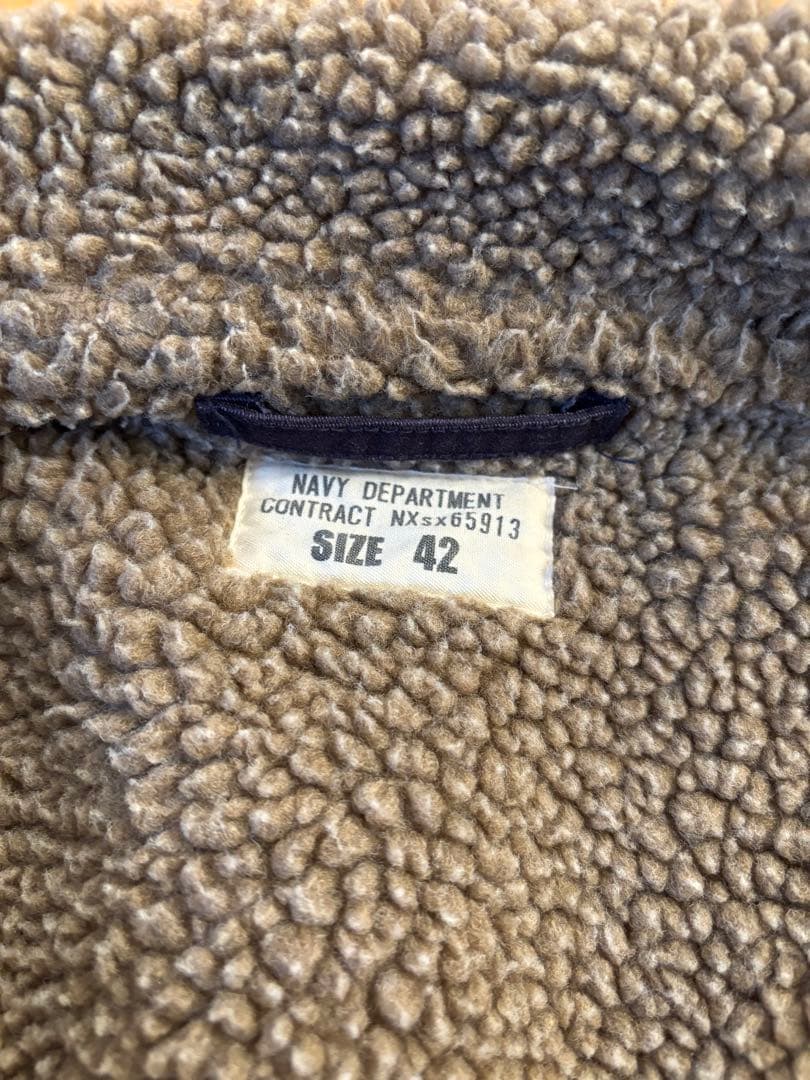 NAVY DEPARTMENT
CONTRACT NXsx65913
SIZE 42